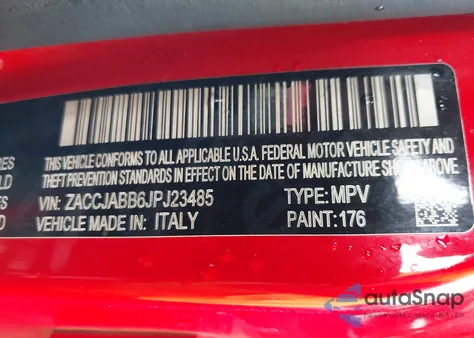 THIS VEHICLE CONFORMS TO ALL APPLICABLE U.S.A. FEDERAL MOTOR VEHICLE SAFETY AND
THEFT PREVENTION STANDARDS IN EFFECT ON THE DATE OF MANUFACTURE SHOWN ABOVE.
VIN: ZACCJABB6JPJ23485 TYPE: MPV
VEHICLE MADE IN: ITALY PAINT: 176
autoSnap